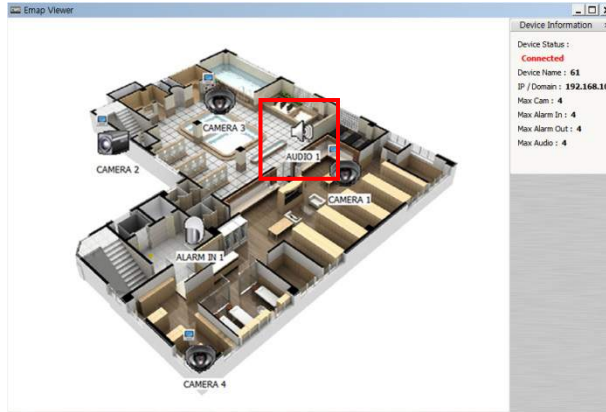 Emap Viewer
Device Information
Device Status :
Connected
Device Name : 61
IP / Domain : 192.168.10
Max Cam : 4
Max Alarm In : 4
Max Alarm Out : 4
Max Audio : 4
CAMERA 3
AUDIO 1
CAMERA 2
CAMERA 1
ALARM IN 1
CAMERA 4